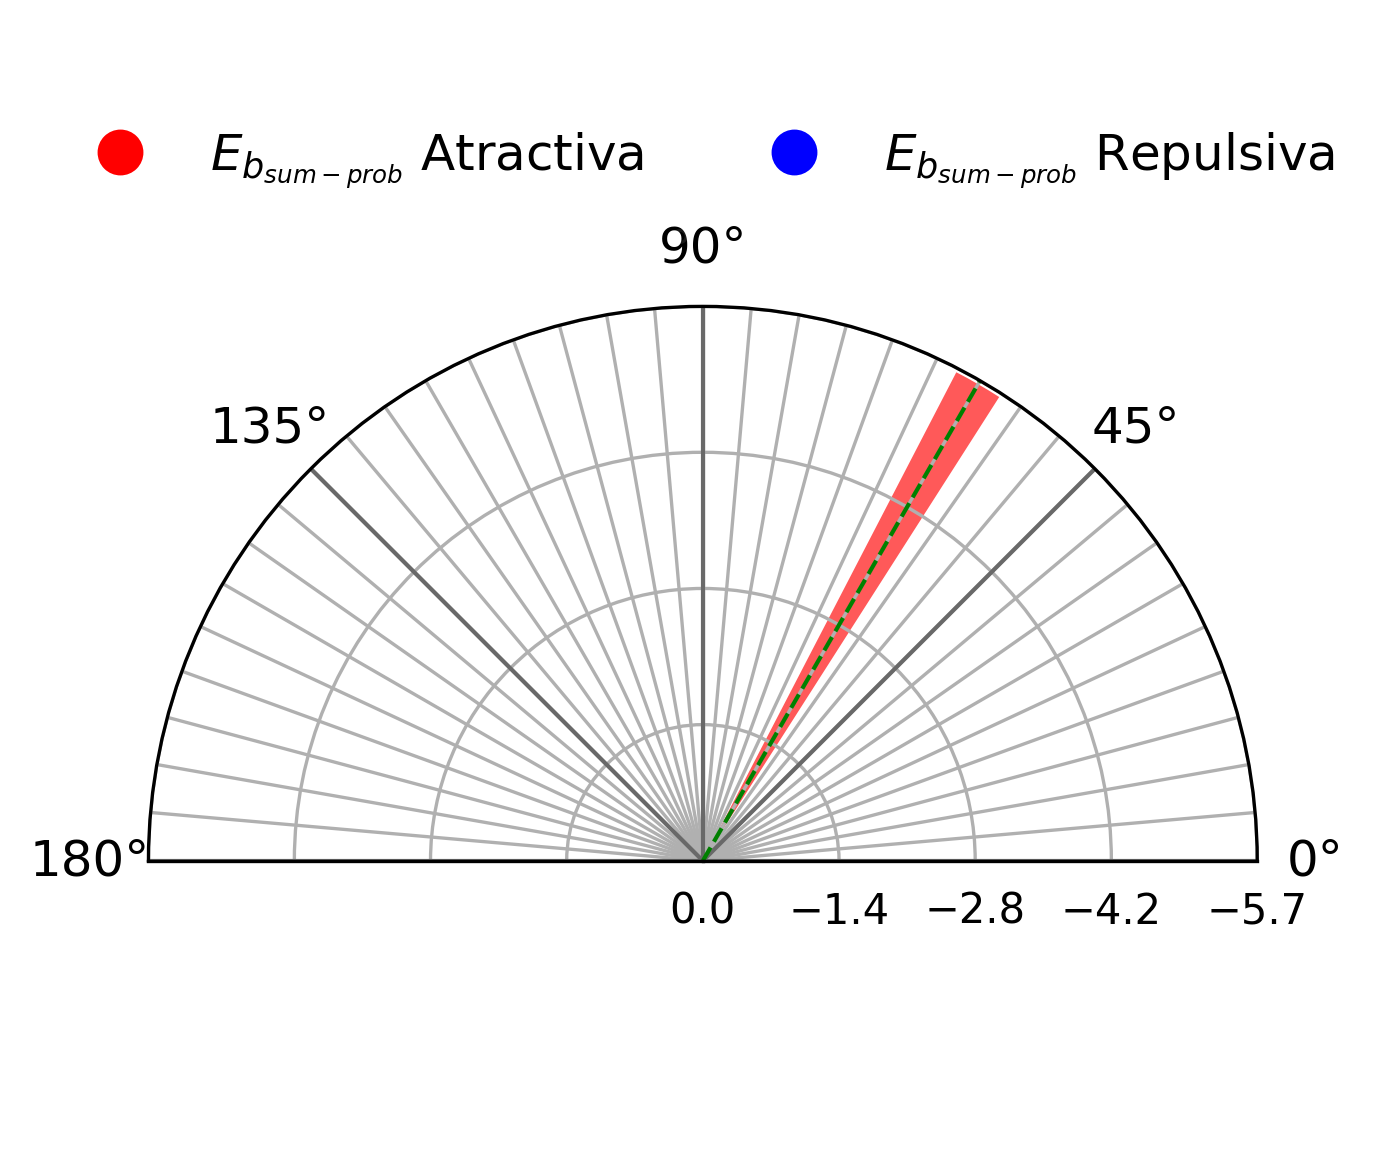 E_{b_{sum-prob}} Atractiva E_{b_{sum-prob}} Repulsiva
90°
135° 45°
180° 0°
0.0 −1.4 −2.8 −4.2 −5.7